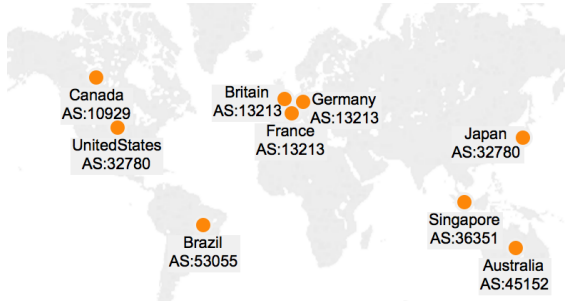 Canada
AS:10929
UnitedStates
AS:32780
Britain
AS:13213
Germany
AS:13213
France
AS:13213
Japan
AS:32780
Brazil
AS:53055
Singapore
AS:36351
Australia
AS:45152